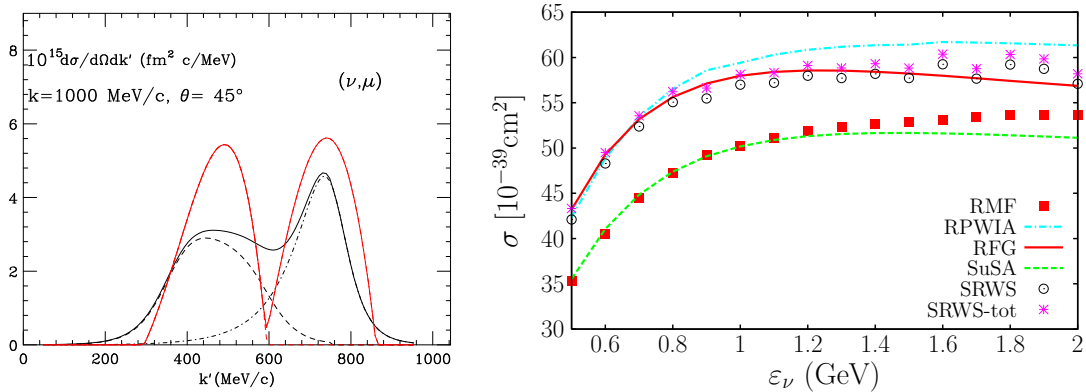 10¹⁵dσ/dΩdk′ (fm² c/MeV)
k=1000 MeV/c, θ= 45°
(ν,μ)
8
6
4
2
0
0 200 400 600 800 1000
k′(MeV/c)
65
60
55
50
45
40
35
30
σ [10⁻³⁹cm²]
RMF
RPWIA
RFG
SuSA
SRWS
SRWS-tot
0.6 0.8 1 1.2 1.4 1.6 1.8 2
εν (GeV)